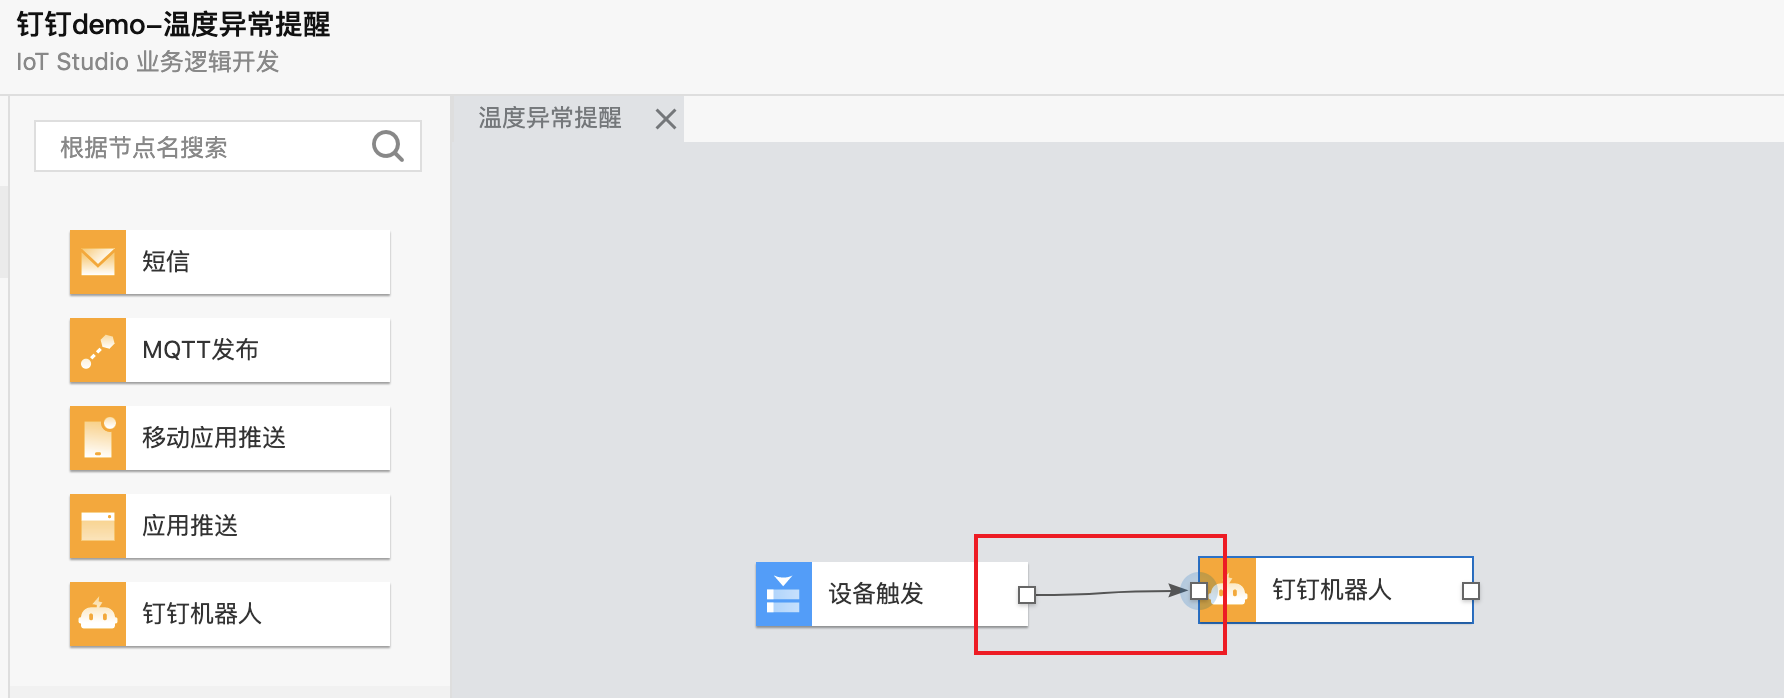 钉钉demo-温度异常提醒
IoT Studio 业务逻辑开发
根据节点名搜索
短信
MQTT发布
移动应用推送
应用推送
钉钉机器人
温度异常提醒
设备触发
钉钉机器人